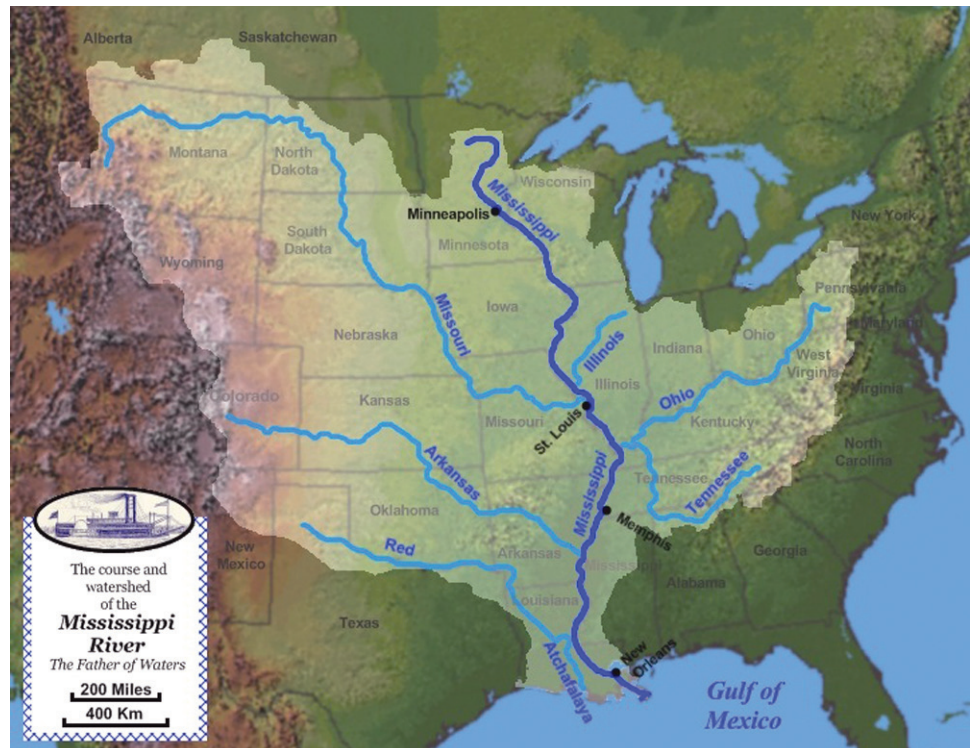 Alberta
Saskatchewan
Montana
North
Dakota
Wisconsin
Mississippi
Minneapolis
New York
South
Dakota
Minnesota
Wyoming
Pennsylvania
Missouri
Iowa
Nebraska
Illinois
Indiana
Ohio
Maryland
West
Virginia
Virginia
Colorado
Kansas
Illinois
Ohio
Missouri
St. Louis
Kentucky
North
Carolina
Arkansas
Mississippi
Tennessee
Tennessee
Oklahoma
Memphis
Red
New
Mexico
Arkansas
Mississippi
Georgia
Alabama
Louisiana
Texas
Atchafalaya
New
Orleans
Gulf of
Mexico
The course and
watershed
of the
Mississippi
River
The Father of Waters
200 Miles
400 Km